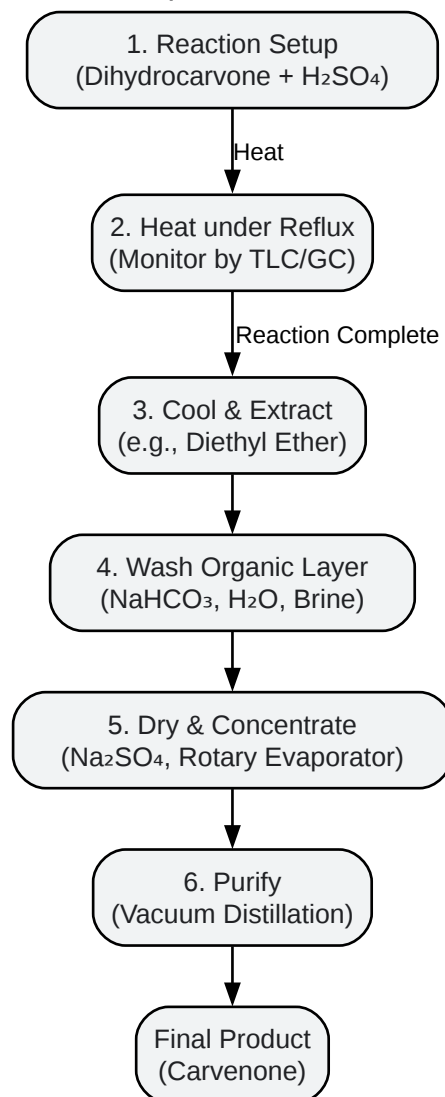 1. Reaction Setup
(Dihydrocarvone + H₂SO₄)
Heat
2. Heat under Reflux
(Monitor by TLC/GC)
Reaction Complete
3. Cool & Extract
(e.g., Diethyl Ether)
4. Wash Organic Layer
(NaHCO₃, H₂O, Brine)
5. Dry & Concentrate
(Na₂SO₄, Rotary Evaporator)
6. Purify
(Vacuum Distillation)
Final Product
(Carvenone)